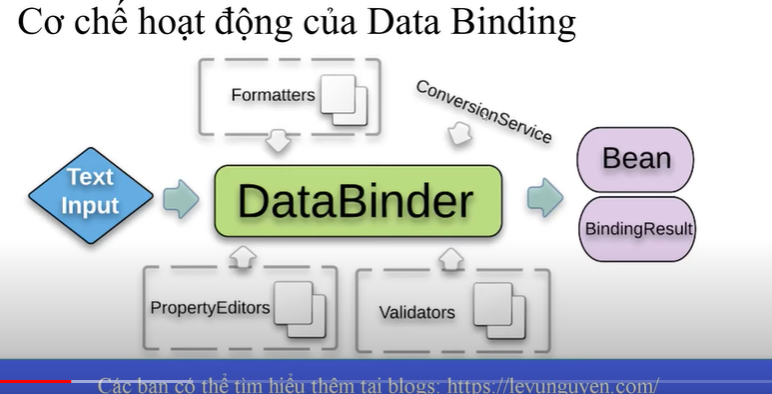 Cơ chế hoạt động của Data Binding
Formatters
ConversionService
Text
Input
DataBinder
Bean
BindingResult
PropertyEditors
Validators
Các bạn có thể tìm hiểu thêm tại blogs: https://levunguyen.com/